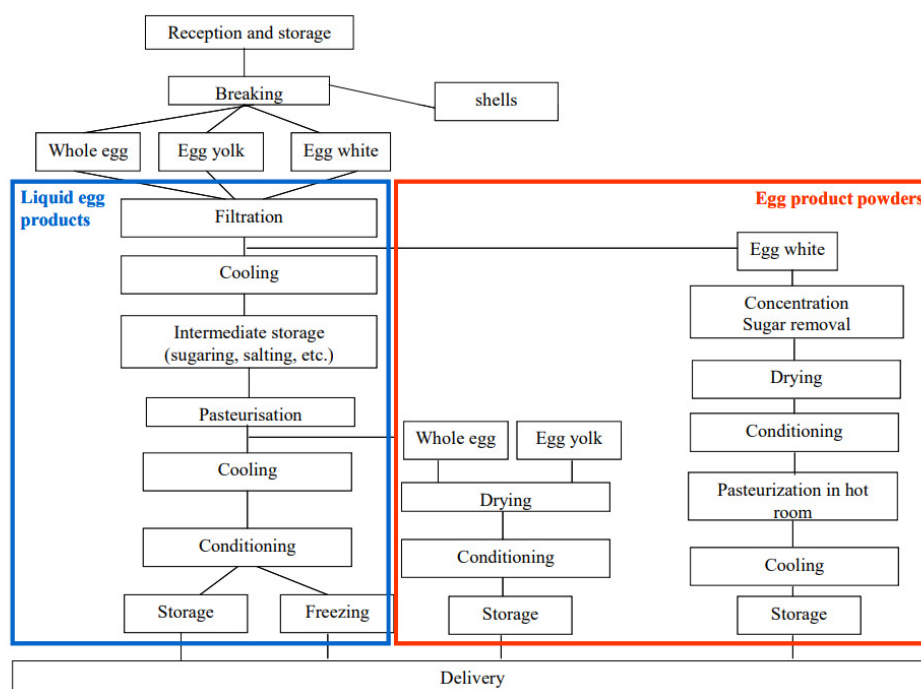 Reception and storage
Breaking
shells
Whole egg
Egg yolk
Egg white
Liquid egg
products
Egg product powders
Filtration
Egg white
Cooling
Concentration
Sugar removal
Intermediate storage
(sugaring, salting, etc.)
Drying
Pasteurisation
Whole egg
Egg yolk
Conditioning
Cooling
Drying
Pasteurization in hot
room
Conditioning
Conditioning
Cooling
Storage
Freezing
Storage
Storage
Delivery